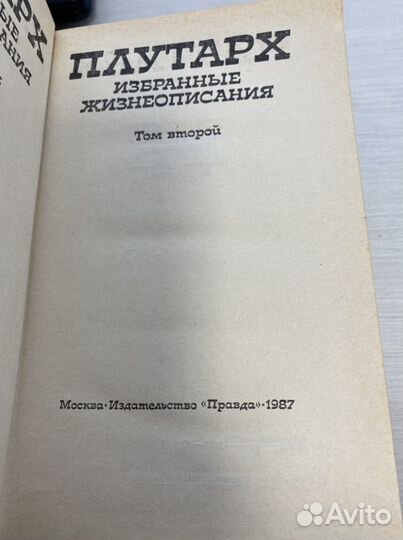 ПЛУТАРХ
ИЗБРАННЫЕ
ЖИЗНЕОПИСАНИЯ
Том второй
Москва·Издательство «Правда»·1987
Avito